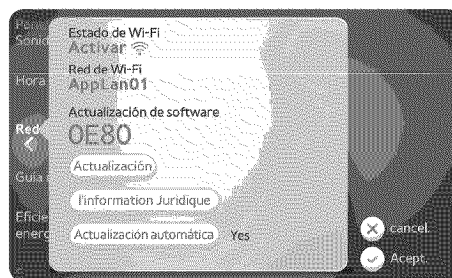 Sonid
Hora
Red
Guía
Eficie
energ
Estado de Wi-Fi
Activar
Red de Wi-Fi
AppLan01
Actualización de software
0E80
Actualización
l'information Juridique
Actualización automática Yes
cancel.
Acept...